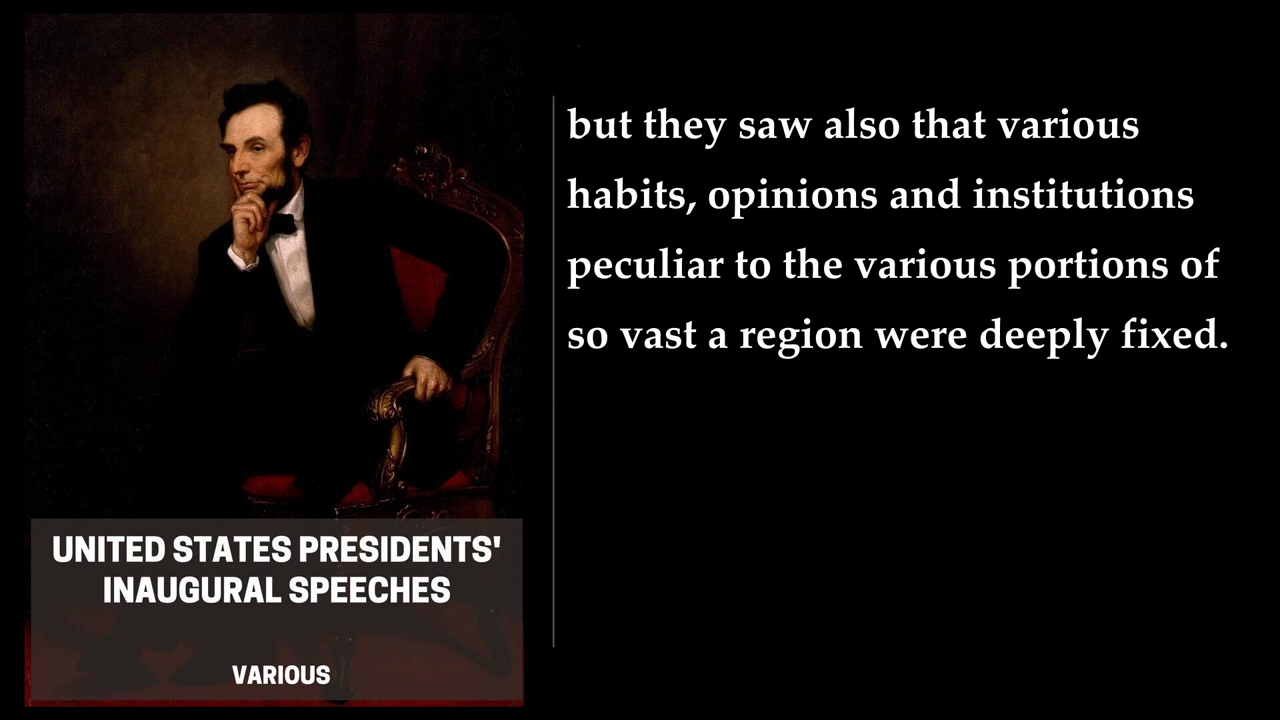 but they saw also that various
habits, opinions and institutions
peculiar to the various portions of
so vast a region were deeply fixed.
UNITED STATES PRESIDENTS'
INAUGURAL SPEECHES
VARIOUS